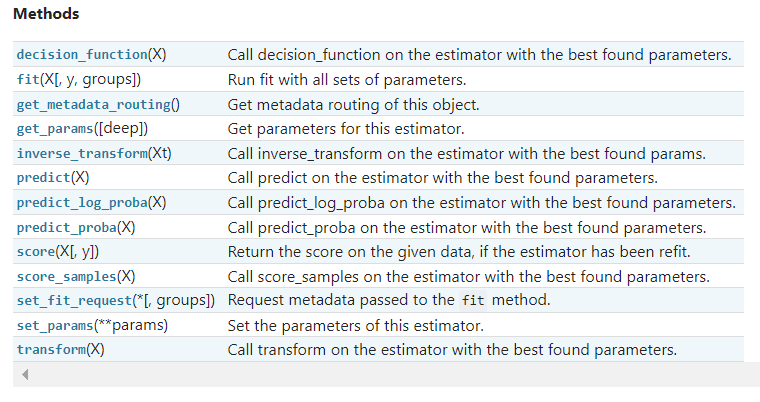 Methods
decision_function(X) Call decision_function on the estimator with the best found parameters.
fit(X[, y, groups]) Run fit with all sets of parameters.
get_metadata_routing() Get metadata routing of this object.
get_params([deep]) Get parameters for this estimator.
inverse_transform(Xt) Call inverse_transform on the estimator with the best found params.
predict(X) Call predict on the estimator with the best found parameters.
predict_log_proba(X) Call predict_log_proba on the estimator with the best found parameters.
predict_proba(X) Call predict_proba on the estimator with the best found parameters.
score(X[, y]) Return the score on the given data, if the estimator has been refit.
score_samples(X) Call score_samples on the estimator with the best found parameters.
set_fit_request(*[, groups]) Request metadata passed to the fit method.
set_params(**params) Set the parameters of this estimator.
transform(X) Call transform on the estimator with the best found parameters.